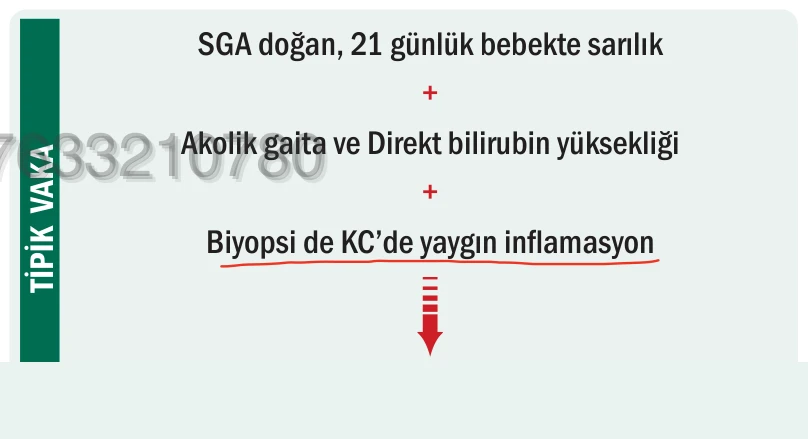 SGA doğan, 21 günlük bebekte sarılık
+
Akolik gaita ve Direkt bilirubin yüksekliği
+
Biyopsi de KC’de yaygın inflamasyon
TİPİK VAKA
7033210780